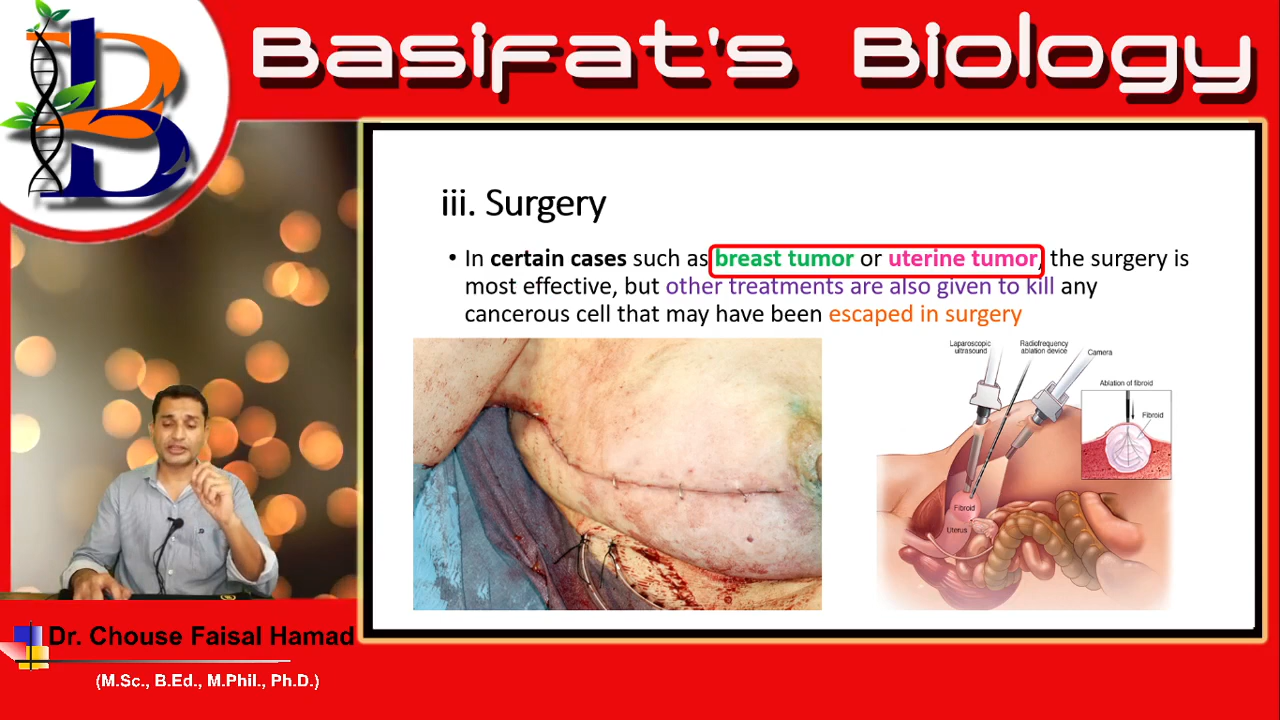 Basifat's Biology
iii. Surgery
• In certain cases such as breast tumor or uterine tumor, the surgery is
most effective, but other treatments are also given to kill any
cancerous cell that may have been escaped in surgery
Laparoscopic
ultrasound
Radiofrequency
ablation device
Camera
Ablation of fibroid
Fibroid
Fibroid
Uterus
Dr. Chouse Faisal Hamad
(M.Sc., B.Ed., M.Phil., Ph.D.)